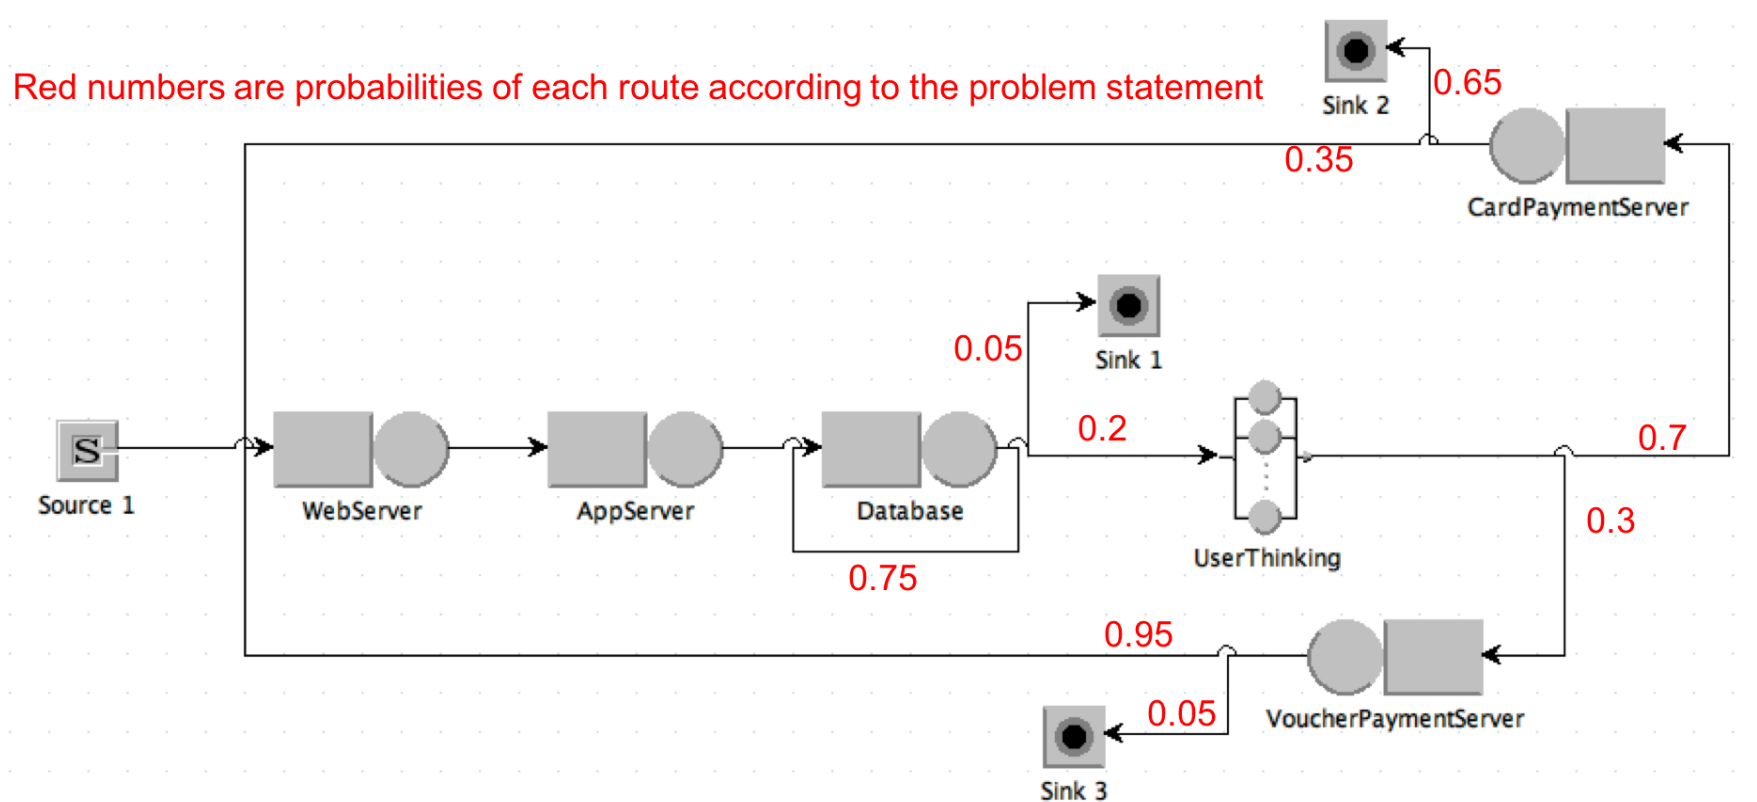 Red numbers are probabilities of each route according to the problem statement
Sink 2
0.65
0.35
CardPaymentServer
0.05
Sink 1
0.2
0.7
S
Source 1
WebServer
AppServer
Database
0.75
UserThinking
0.3
0.95
0.05
VoucherPaymentServer
Sink 3